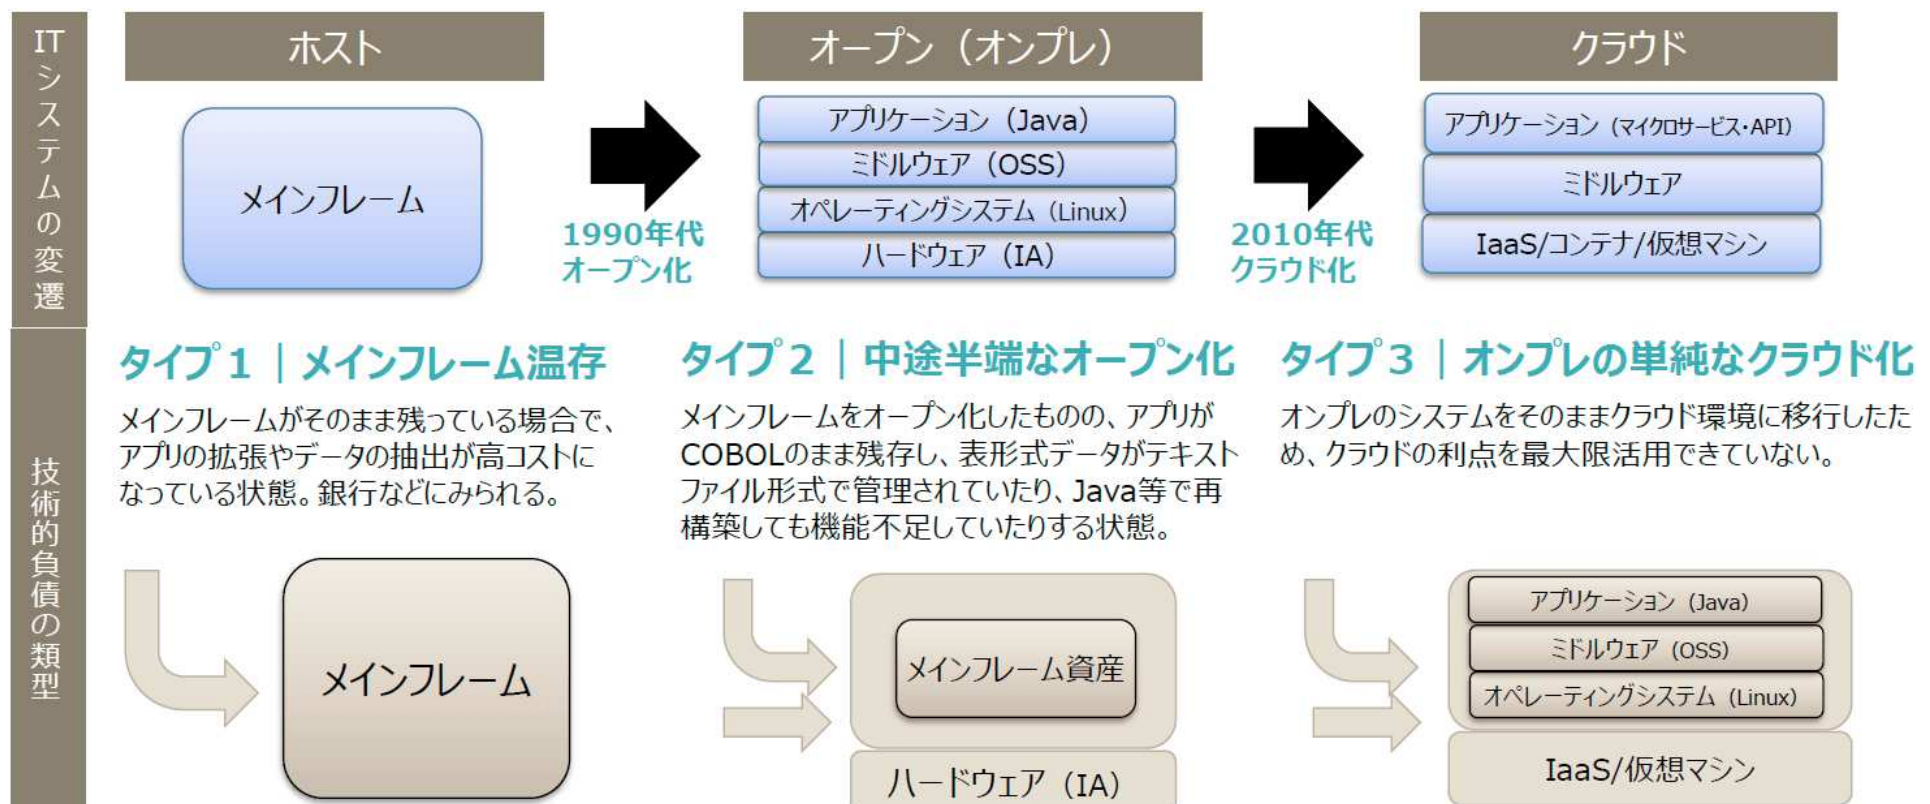 ITシステムの変遷
ホスト
メインフレーム
1990年代
オープン化
オープン（オンプレ）
アプリケーション（Java）
ミドルウェア（OSS）
オペレーティングシステム（Linux）
ハードウェア（IA）
2010年代
クラウド化
クラウド
アプリケーション（マイクロサービス・API）
ミドルウェア
IaaS/コンテナ/仮想マシン
技術的負債の類型
タイプ１｜メインフレーム温存
メインフレームがそのまま残っている場合で、
アプリの拡張やデータの抽出が高コストに
なっている状態。銀行などにみられる。
メインフレーム
タイプ２｜中途半端なオープン化
メインフレームをオープン化したものの、アプリが
COBOLのまま残存し、表形式データがテキスト
ファイル形式で管理されていたり、Java等で再
構築しても機能不足していたりする状態。
メインフレーム資産
ハードウェア（IA）
タイプ３｜オンプレの単純なクラウド化
オンプレのシステムをそのままクラウド環境に移行したた
め、クラウドの利点を最大限活用できていない。
アプリケーション（Java）
ミドルウェア（OSS）
オペレーティングシステム（Linux）
IaaS/仮想マシン